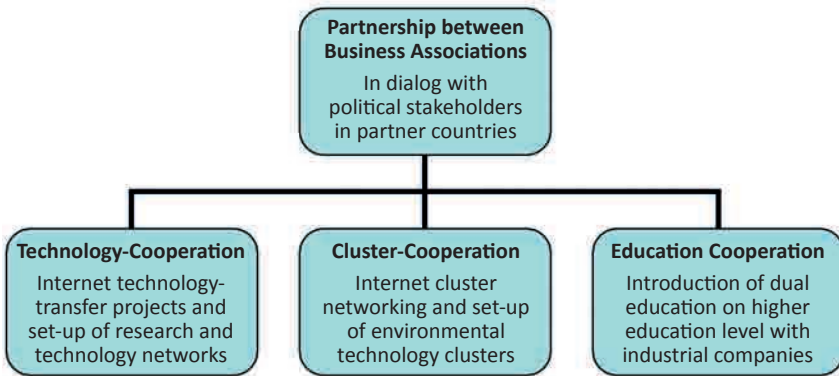 Partnership between
Business Associations
In dialog with
political stakeholders
in partner countries
Technology-Cooperation
Internet technology-
transfer projects and
set-up of research and
technology networks
Cluster-Cooperation
Internet cluster
networking and set-up
of environmental
technology clusters
Education Cooperation
Introduction of dual
education on higher
education level with
industrial companies